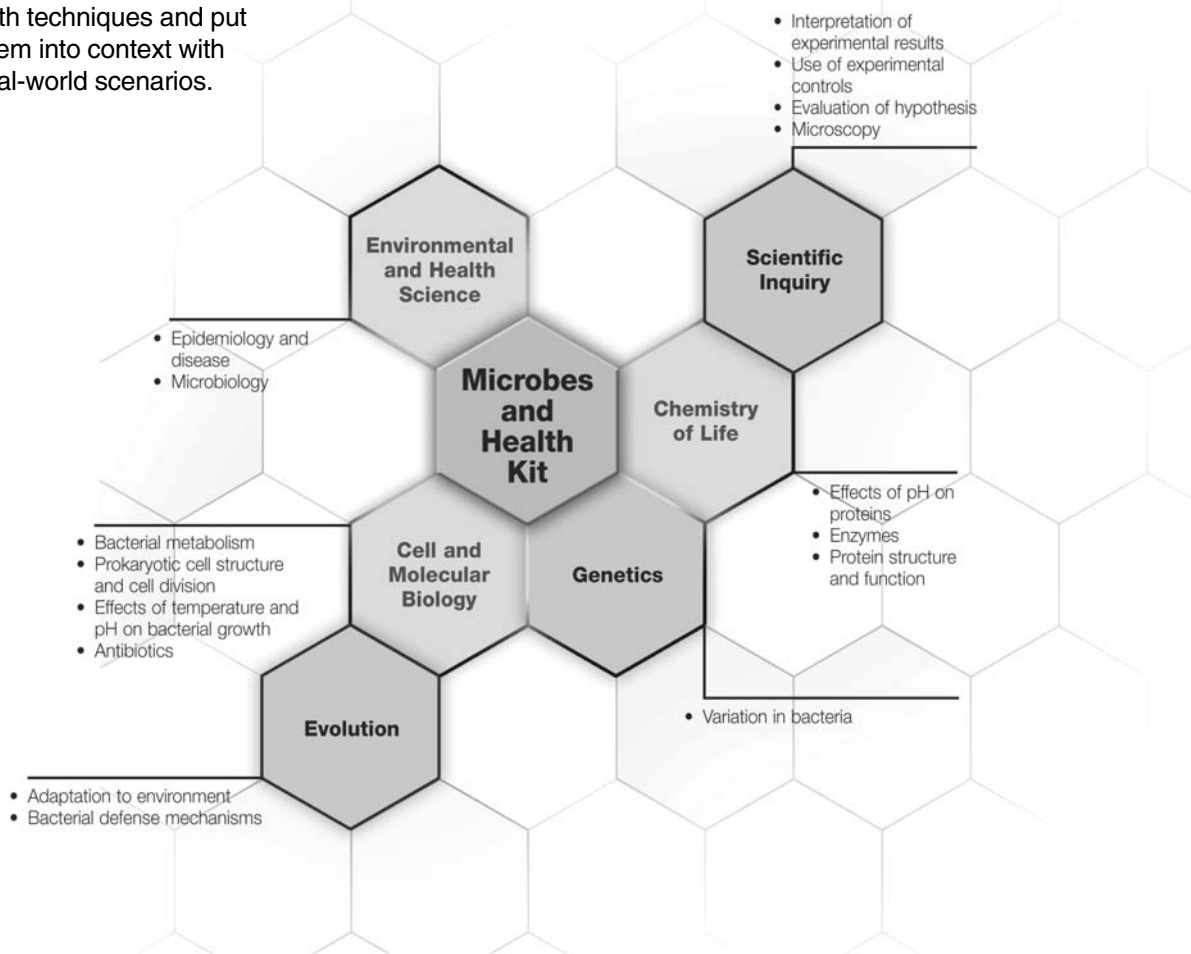 th techniques and put
em into context with
al-world scenarios.
• Interpretation of
experimental results
• Use of experimental
controls
• Evaluation of hypothesis
• Microscopy
Environmental
and Health
Science
Scientific
Inquiry
• Epidemiology and
disease
• Microbiology
Microbes
and
Health
Kit
Chemistry
of Life
• Effects of pH on
proteins
• Enzymes
• Protein structure
and function
• Bacterial metabolism
• Prokaryotic cell structure
and cell division
• Effects of temperature and
pH on bacterial growth
• Antibiotics
Cell and
Molecular
Biology
Genetics
• Variation in bacteria
Evolution
• Adaptation to environment
• Bacterial defense mechanisms